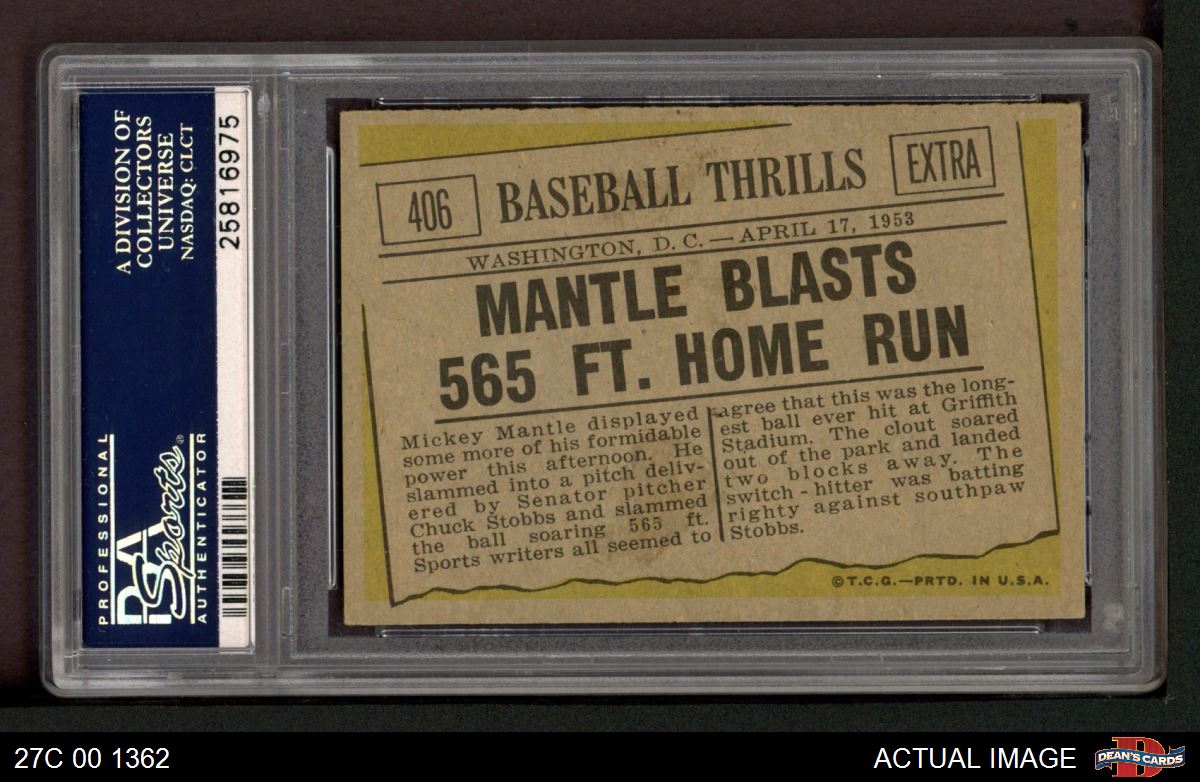 A DIVISION OF
COLLECTORS
UNIVERSE
NASDAQ: CLCT
25816975
PROFESSIONAL
PSA
Sports®
AUTHENTICATOR
406
BASEBALL THRILLS
EXTRA
WASHINGTON, D. C. — APRIL 17, 1953
MANTLE BLASTS
565 FT. HOME RUN
Mickey Mantle displayed
some more of his formidable
power this afternoon. He
slammed into a pitch deliv-
ered by Senator pitcher
Chuck Stobbs and slammed
the ball soaring 565 ft.
Sports writers all seemed to
agree that this was the long-
est ball ever hit at Griffith
Stadium. The clout soared
out of the park and landed
two blocks away. The
switch-hitter was batting
righty against southpaw
Stobbs.
©T.C.G.—PRTD. IN U.S.A.
27C 00 1362
ACTUAL IMAGE
D
DEAN'S CARDS